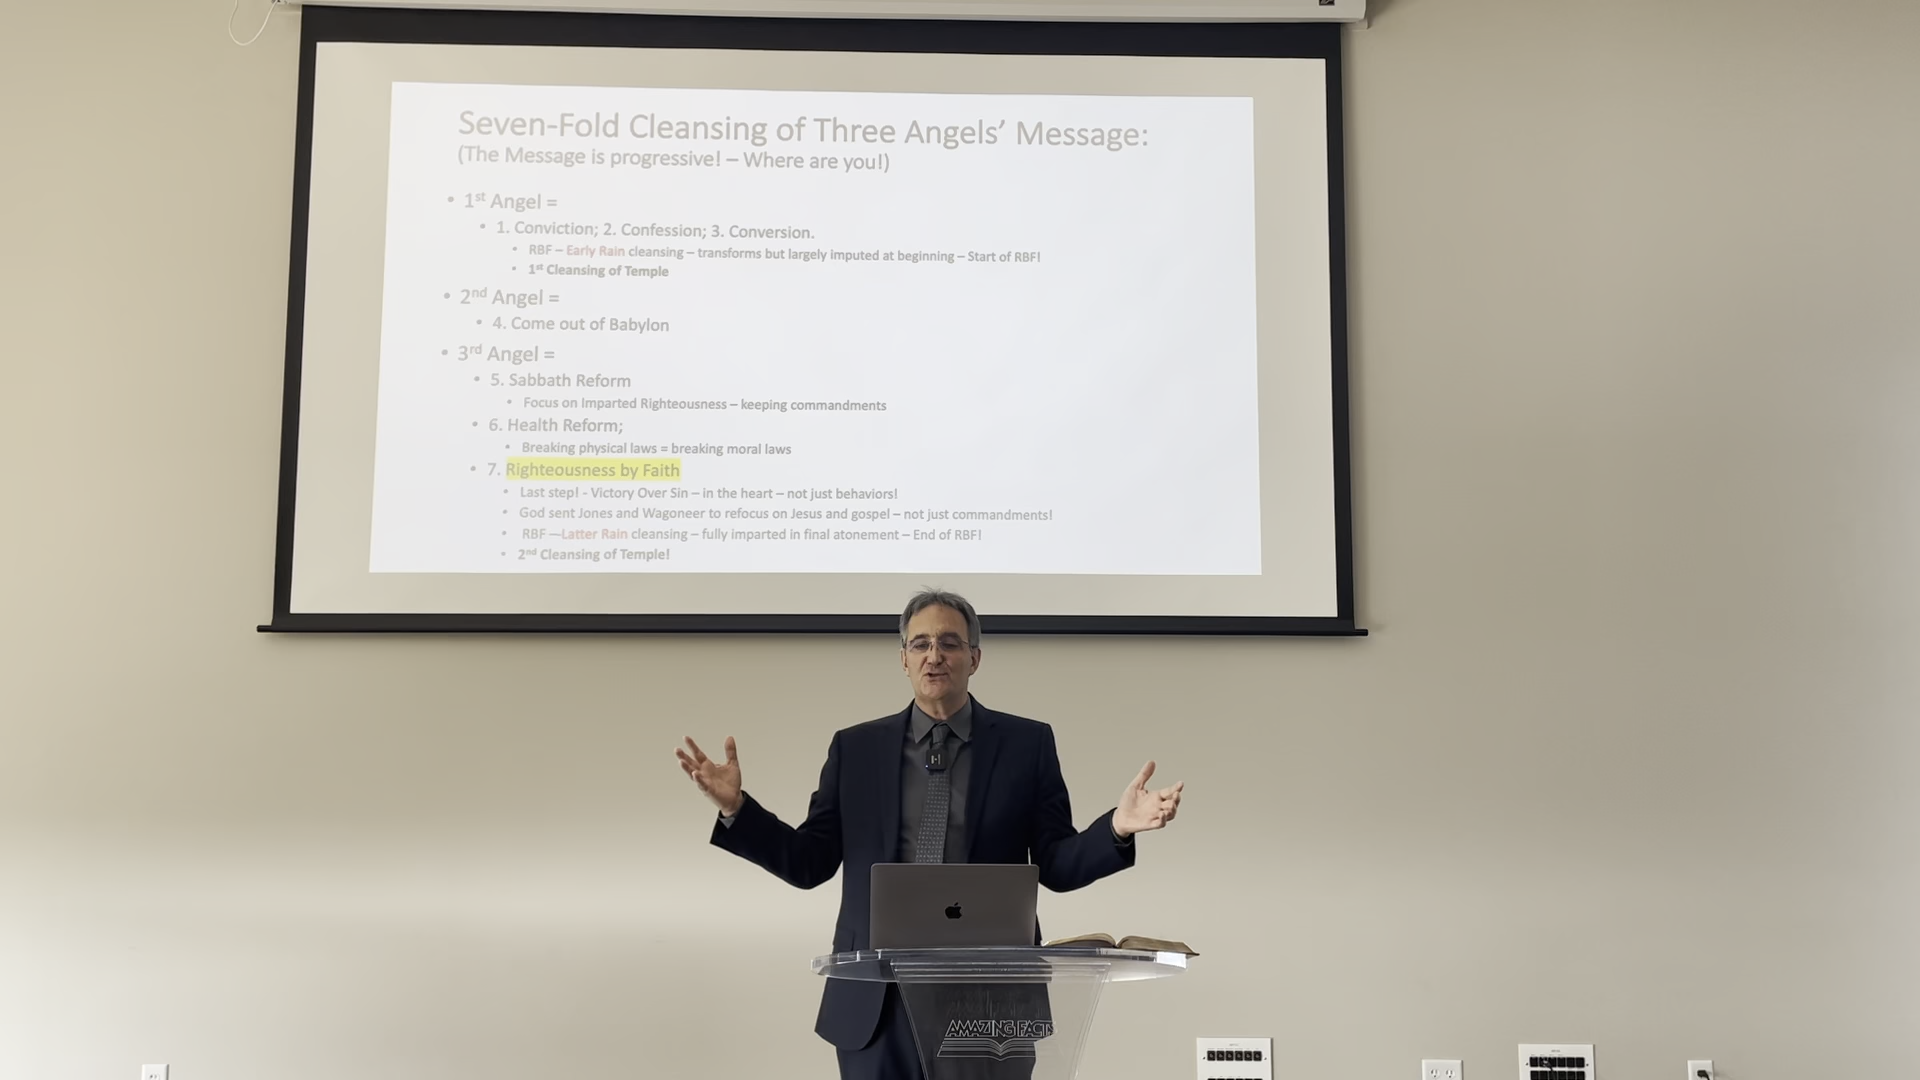 Seven-Fold Cleansing of Three Angels’ Message:
(The Message is progressive! – Where are you!)
• 1st Angel =
• 1. Conviction; 2. Confession; 3. Conversion.
• RBF – Early Rain cleansing – transforms but largely imputed at beginning – Start of RBF!
• 1st Cleansing of Temple
• 2nd Angel =
• 4. Come out of Babylon
• 3rd Angel =
• 5. Sabbath Reform
• Focus on Imparted Righteousness – keeping commandments
• 6. Health Reform;
• Breaking physical laws = breaking moral laws
• 7. Righteousness by Faith
• Last step! - Victory Over Sin – in the heart – not just behaviors!
• God sent Jones and Wagoneer to refocus on Jesus and gospel – not just commandments!
• RBF —Latter Rain cleansing – fully imparted in final atonement – End of RBF!
• 2nd Cleansing of Temple!
AMAZING FACTS